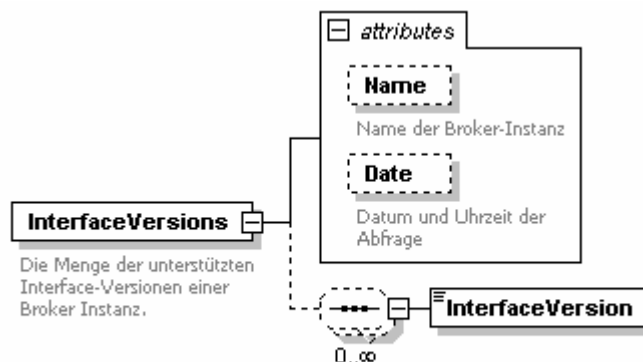 attributes
Name
Name der Broker-Instanz
Date
Datum und Uhrzeit der
Abfrage
InterfaceVersions
Die Menge der unterstützten
Interface-Versionen einer
Broker Instanz.
InterfaceVersion
0..∞